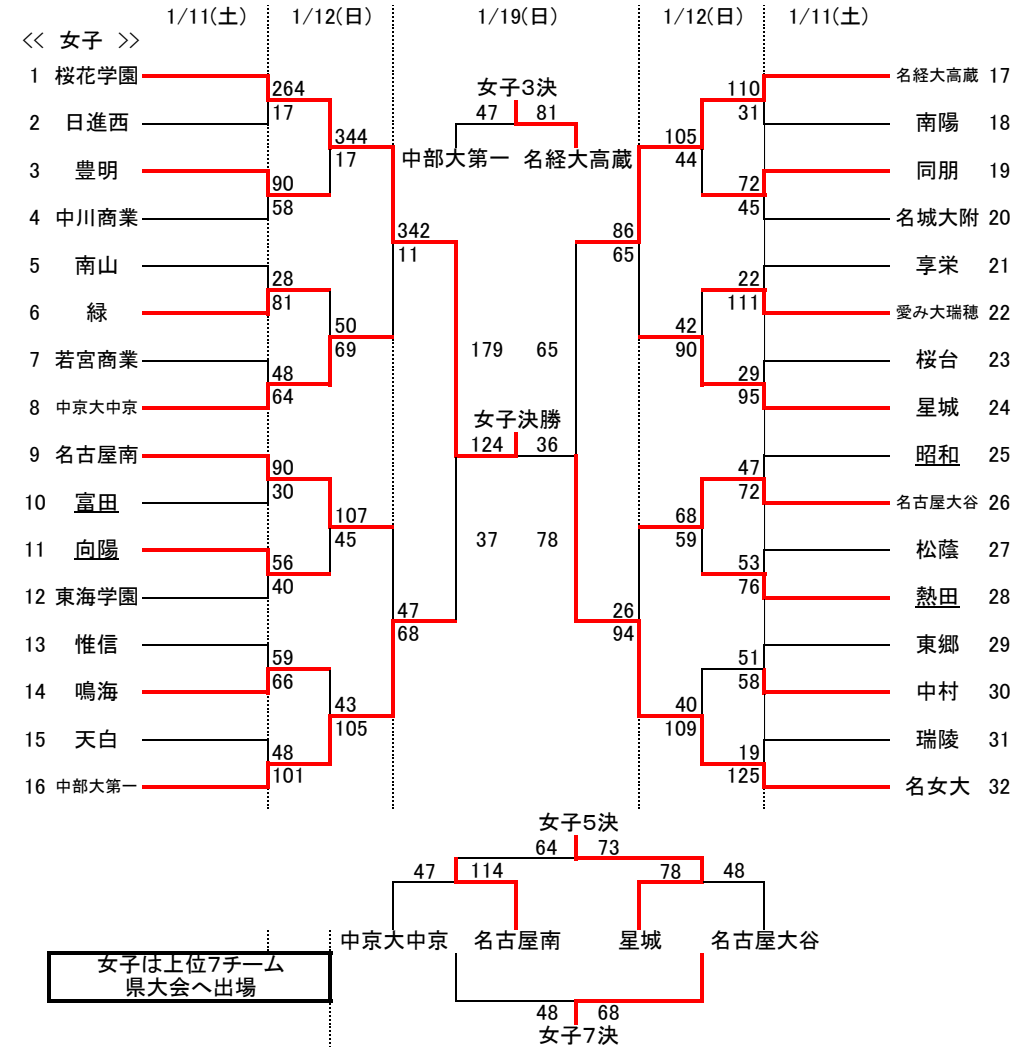 1/11(土) 1/12(日) 1/19(日) 1/12(日) 1/11(土)
<< 女子 >>
1 桜花学園 名経大高蔵 17
264 女子3決 110
17 47 81 31
2 日進西 南陽 18
344 105
17 中部大第一 名経大高蔵 44
3 豊明 同朋 19
90 72
58 45
4 中川商業 名城大附 20
342 86
11 65
5 南山 享栄 21
28 22
81 111
6 緑 愛み大瑞穂 22
50 42
69 179 65 90
7 若宮商業 桜台 23
48 29
64 95
8 中京大中京 星城 24
女子決勝
124 36
9 名古屋南 昭和 25
90 47
30 72
10 富田 名古屋大谷 26
107 68
45 37 78 59
11 向陽 松蔭 27
56 53
40 76
12 東海学園 熱田 28
47 26
68 94
13 惟信 東郷 29
59 51
66 58
14 鳴海 中村 30
43 40
105 109
15 天白 瑞陵 31
48 19
101 125
16 中部大第一 名女大 32
女子5決
64 73
47 114 78 48
中京大中京 名古屋南 星城 名古屋大谷
女子は上位7チーム
県大会へ出場
48 68
女子7決